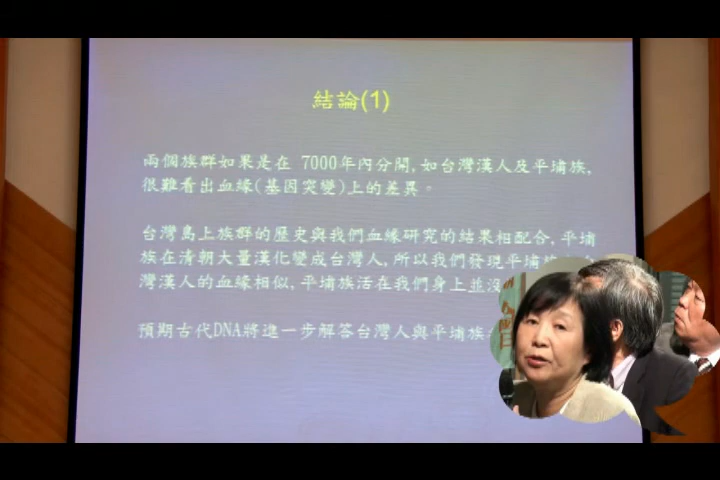 結論(1)
兩個族群如果是在 7000年內分開,如台灣漢人及平埔族,
很難看出血緣(基因突變)上的差異。
台灣島上族群的歷史與我們血緣研究的結果相配合,平埔
族在清朝大量漢化變成台灣人,所以我們發現平埔
灣漢人的血緣相似,平埔族活在我們身上並沒
預期古代DNA將進一步解答台灣人與平埔族